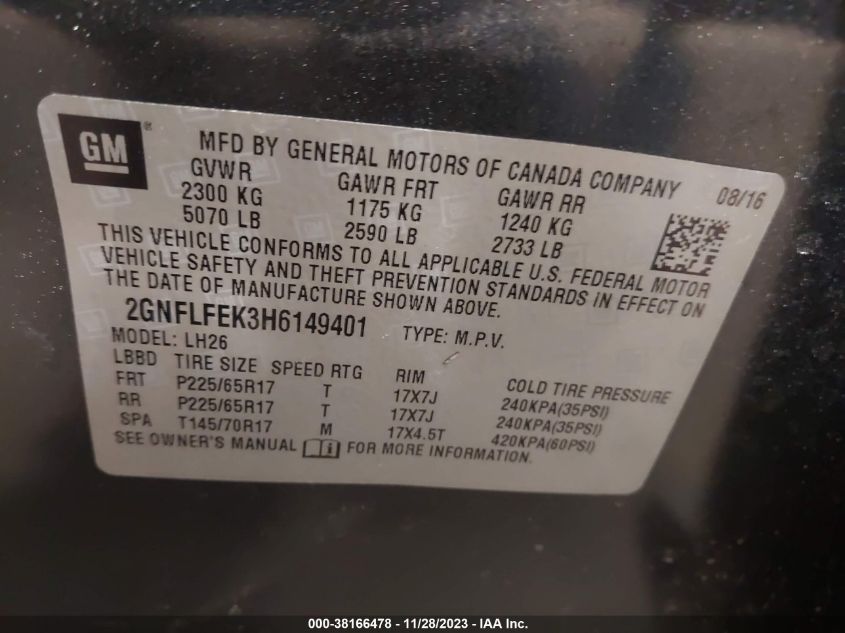 GM ®
MFD BY GENERAL MOTORS OF CANADA COMPANY 08/16
GVWR GAWR FRT GAWR RR
2300 KG 1175 KG 1240 KG
5070 LB 2590 LB 2733 LB
THIS VEHICLE CONFORMS TO ALL APPLICABLE U.S. FEDERAL MOTOR
VEHICLE SAFETY AND THEFT PREVENTION STANDARDS IN EFFECT ON
THE DATE OF MANUFACTURE SHOWN ABOVE.
2GNFLFEK3H6149401 TYPE: M.P.V.
MODEL: LH26
LBBD TIRE SIZE SPEED RTG RIM COLD TIRE PRESSURE
FRT P225/65R17 T 17X7J 240KPA(35PSI)
RR P225/65R17 T 17X7J 240KPA(35PSI)
SPA T145/70R17 M 17X4.5T 420KPA(60PSI)
SEE OWNER'S MANUAL FOR MORE INFORMATION.
000-38166478 - 11/28/2023 - IAA Inc.